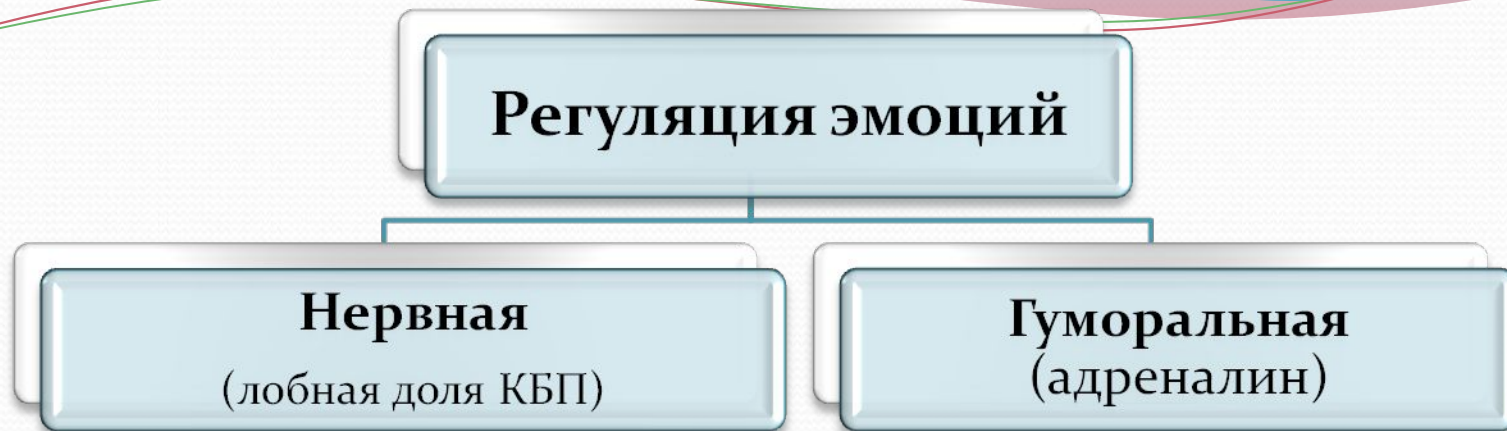 Регуляция эмоций
Нервная
(лобная доля КБП)
Гуморальная
(адреналин)